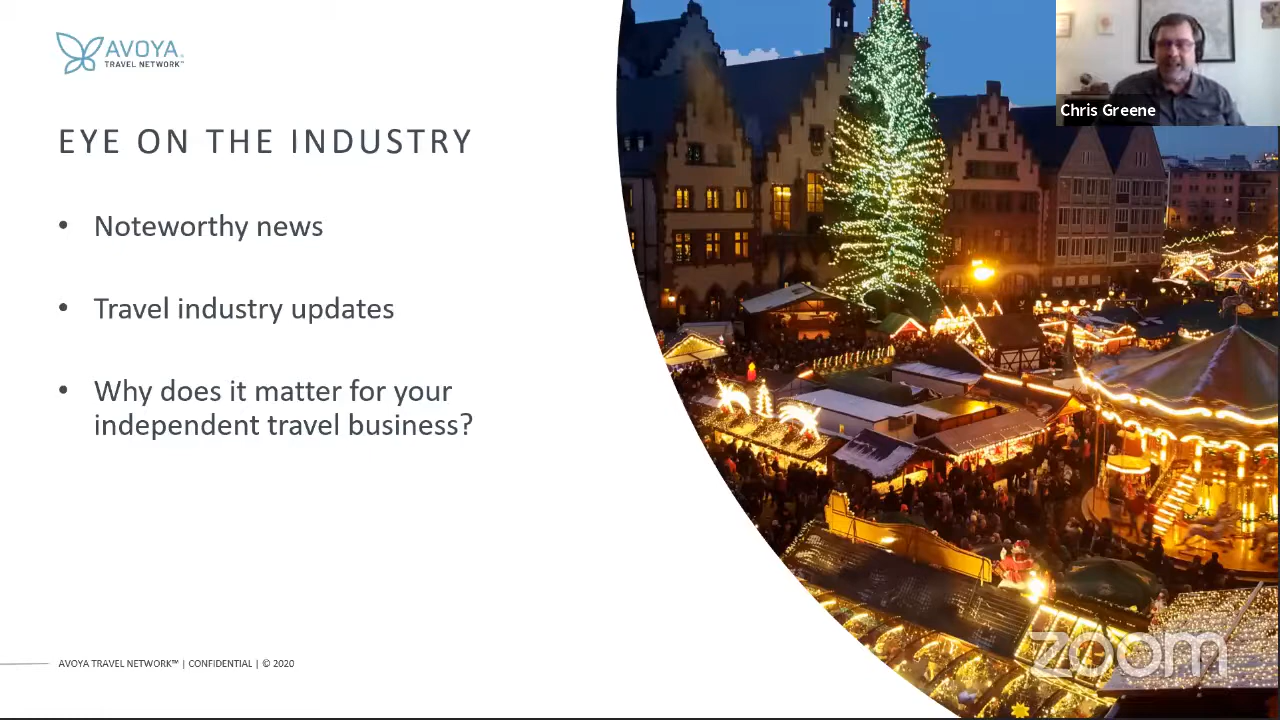 AVOYA
TRAVEL NETWORK™
Chris Greene
EYE ON THE INDUSTRY
• Noteworthy news
• Travel industry updates
• Why does it matter for your
independent travel business?
zoom
AVOYA TRAVEL NETWORK™ | CONFIDENTIAL | © 2020